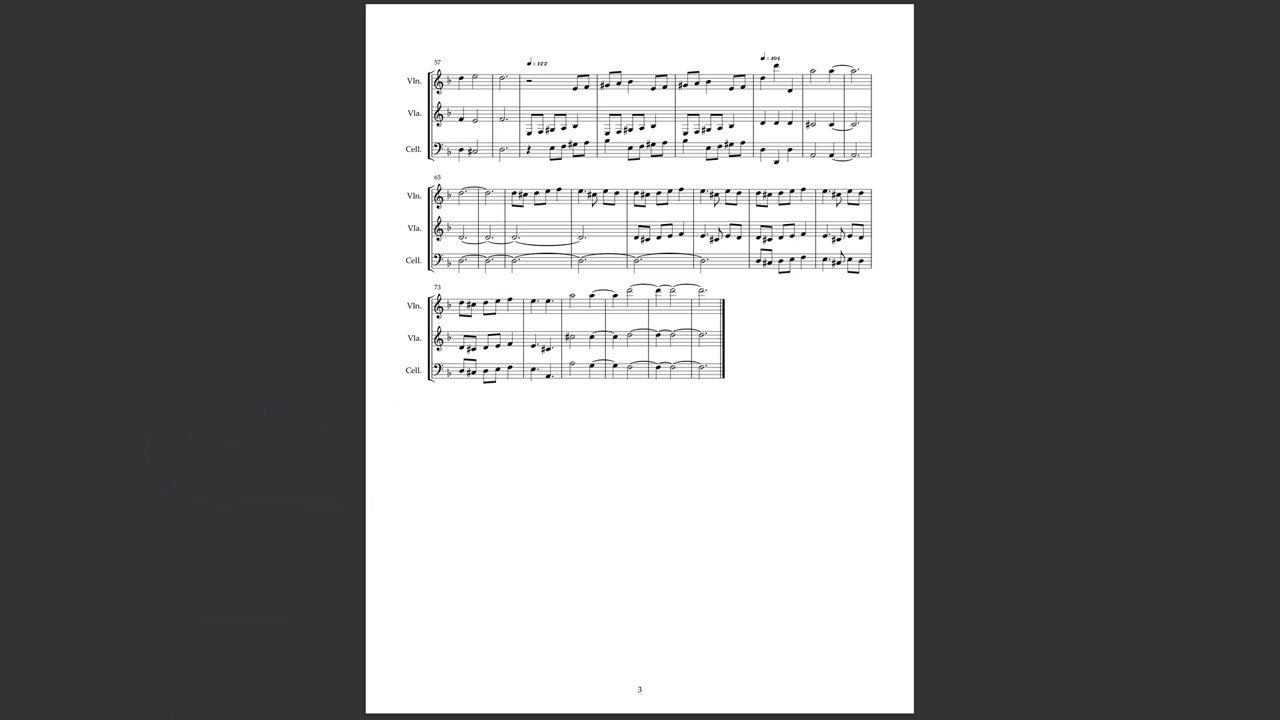 57
♩ = 122
♩ = 104
Vln.
Vla.
Cell.
65
Vln.
Vla.
Cell.
73
Vln.
Vla.
Cell.
3